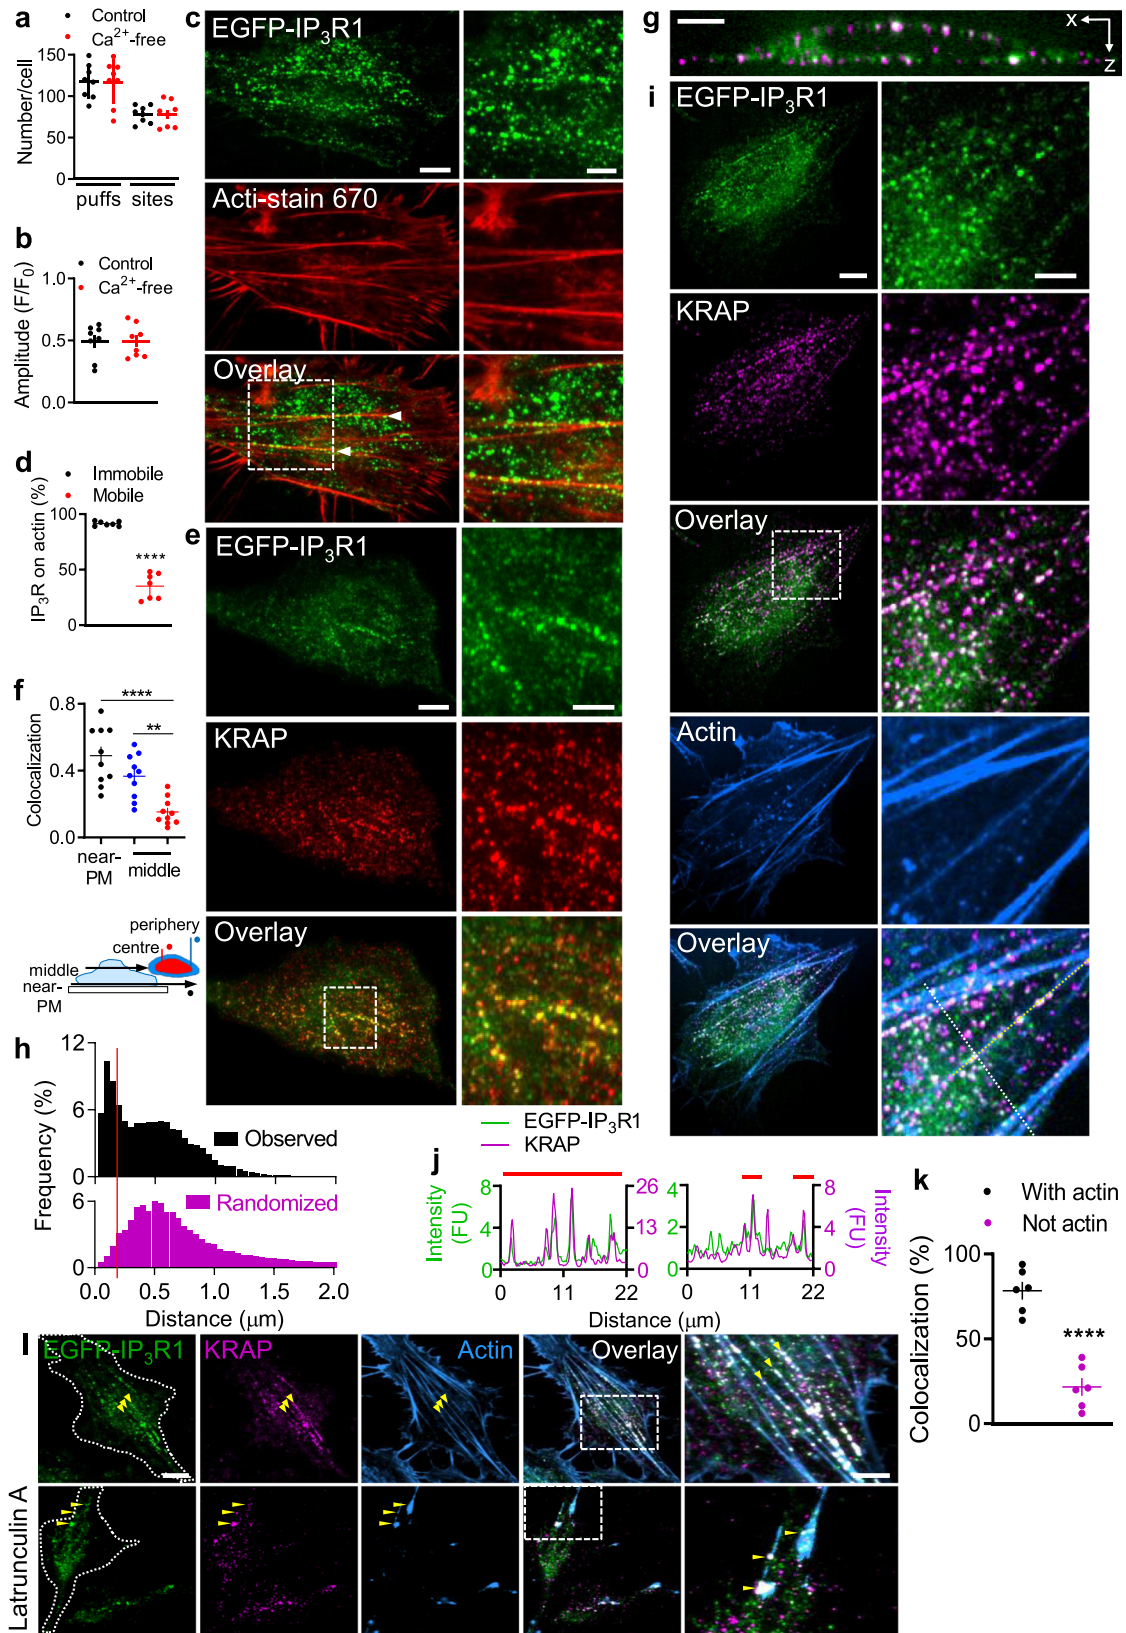 a
Control
Ca2+-free
Number/cell
150
100
50
0
puffs
sites
b
Control
Ca2+-free
Amplitude (F/F0)
1.0
0.5
0.0
c
EGFP-IP3R1
Acti-stain 670
Overlay
d
Immobile
Mobile
IP3R on actin (%)
100
50
0
****
e
EGFP-IP3R1
KRAP
Overlay
f
****
**
Colocalization
0.8
0.4
0.0
near-PM
middle
periphery
centre
middle
near-PM
g
x
z
h
Frequency (%)
12
6
0
Observed
6
0
Randomized
0.0 0.5 1.0 1.5 2.0
Distance (μm)
i
EGFP-IP3R1
KRAP
Overlay
Actin
Overlay
j
EGFP-IP3R1
KRAP
Intensity (FU)
8
4
0
26
13
0
0 11 22
4
2
0
8
4
0
0 11 22
Intensity (FU)
Distance (μm)
k
With actin
Not actin
Colocalization (%)
100
50
0
****
l
EGFP-IP3R1
KRAP
Actin
Overlay
Latrunculin A